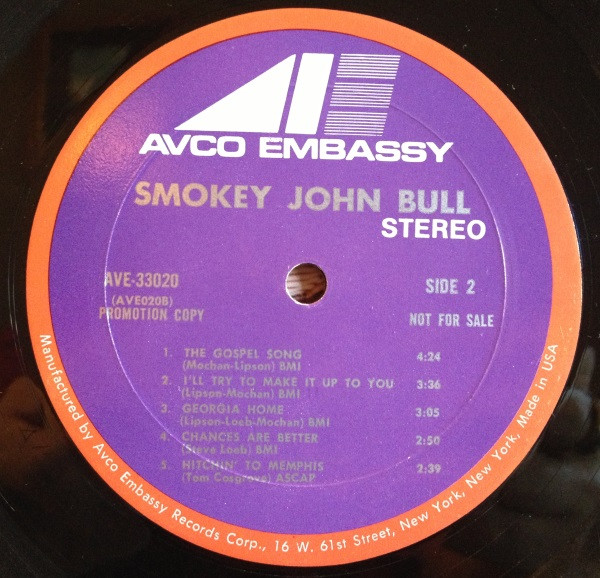 AVCO EMBASSY
SMOKEY JOHN BULL
STEREO
AVE-33020
(AVE020B)
PROMOTION COPY
SIDE 2
NOT FOR SALE
1. THE GOSPEL SONG 4:24
(Mochan-Lipson) BMI
2. I'LL TRY TO MAKE IT UP TO YOU 3:36
(Lipson-Mochan) BMI
3. GEORGIA HOME 3:05
(Lipson-Loeb-Mochan) BMI
4. CHANCES ARE BETTER 2:50
(Steve Loeb) BMI
5. HITCHIN' TO MEMPHIS 2:39
(Tom Cosgrove) ASCAP
Manufactured by Avco Embassy Records Corp., 16 W. 61st Street, New York, New York, Made in USA